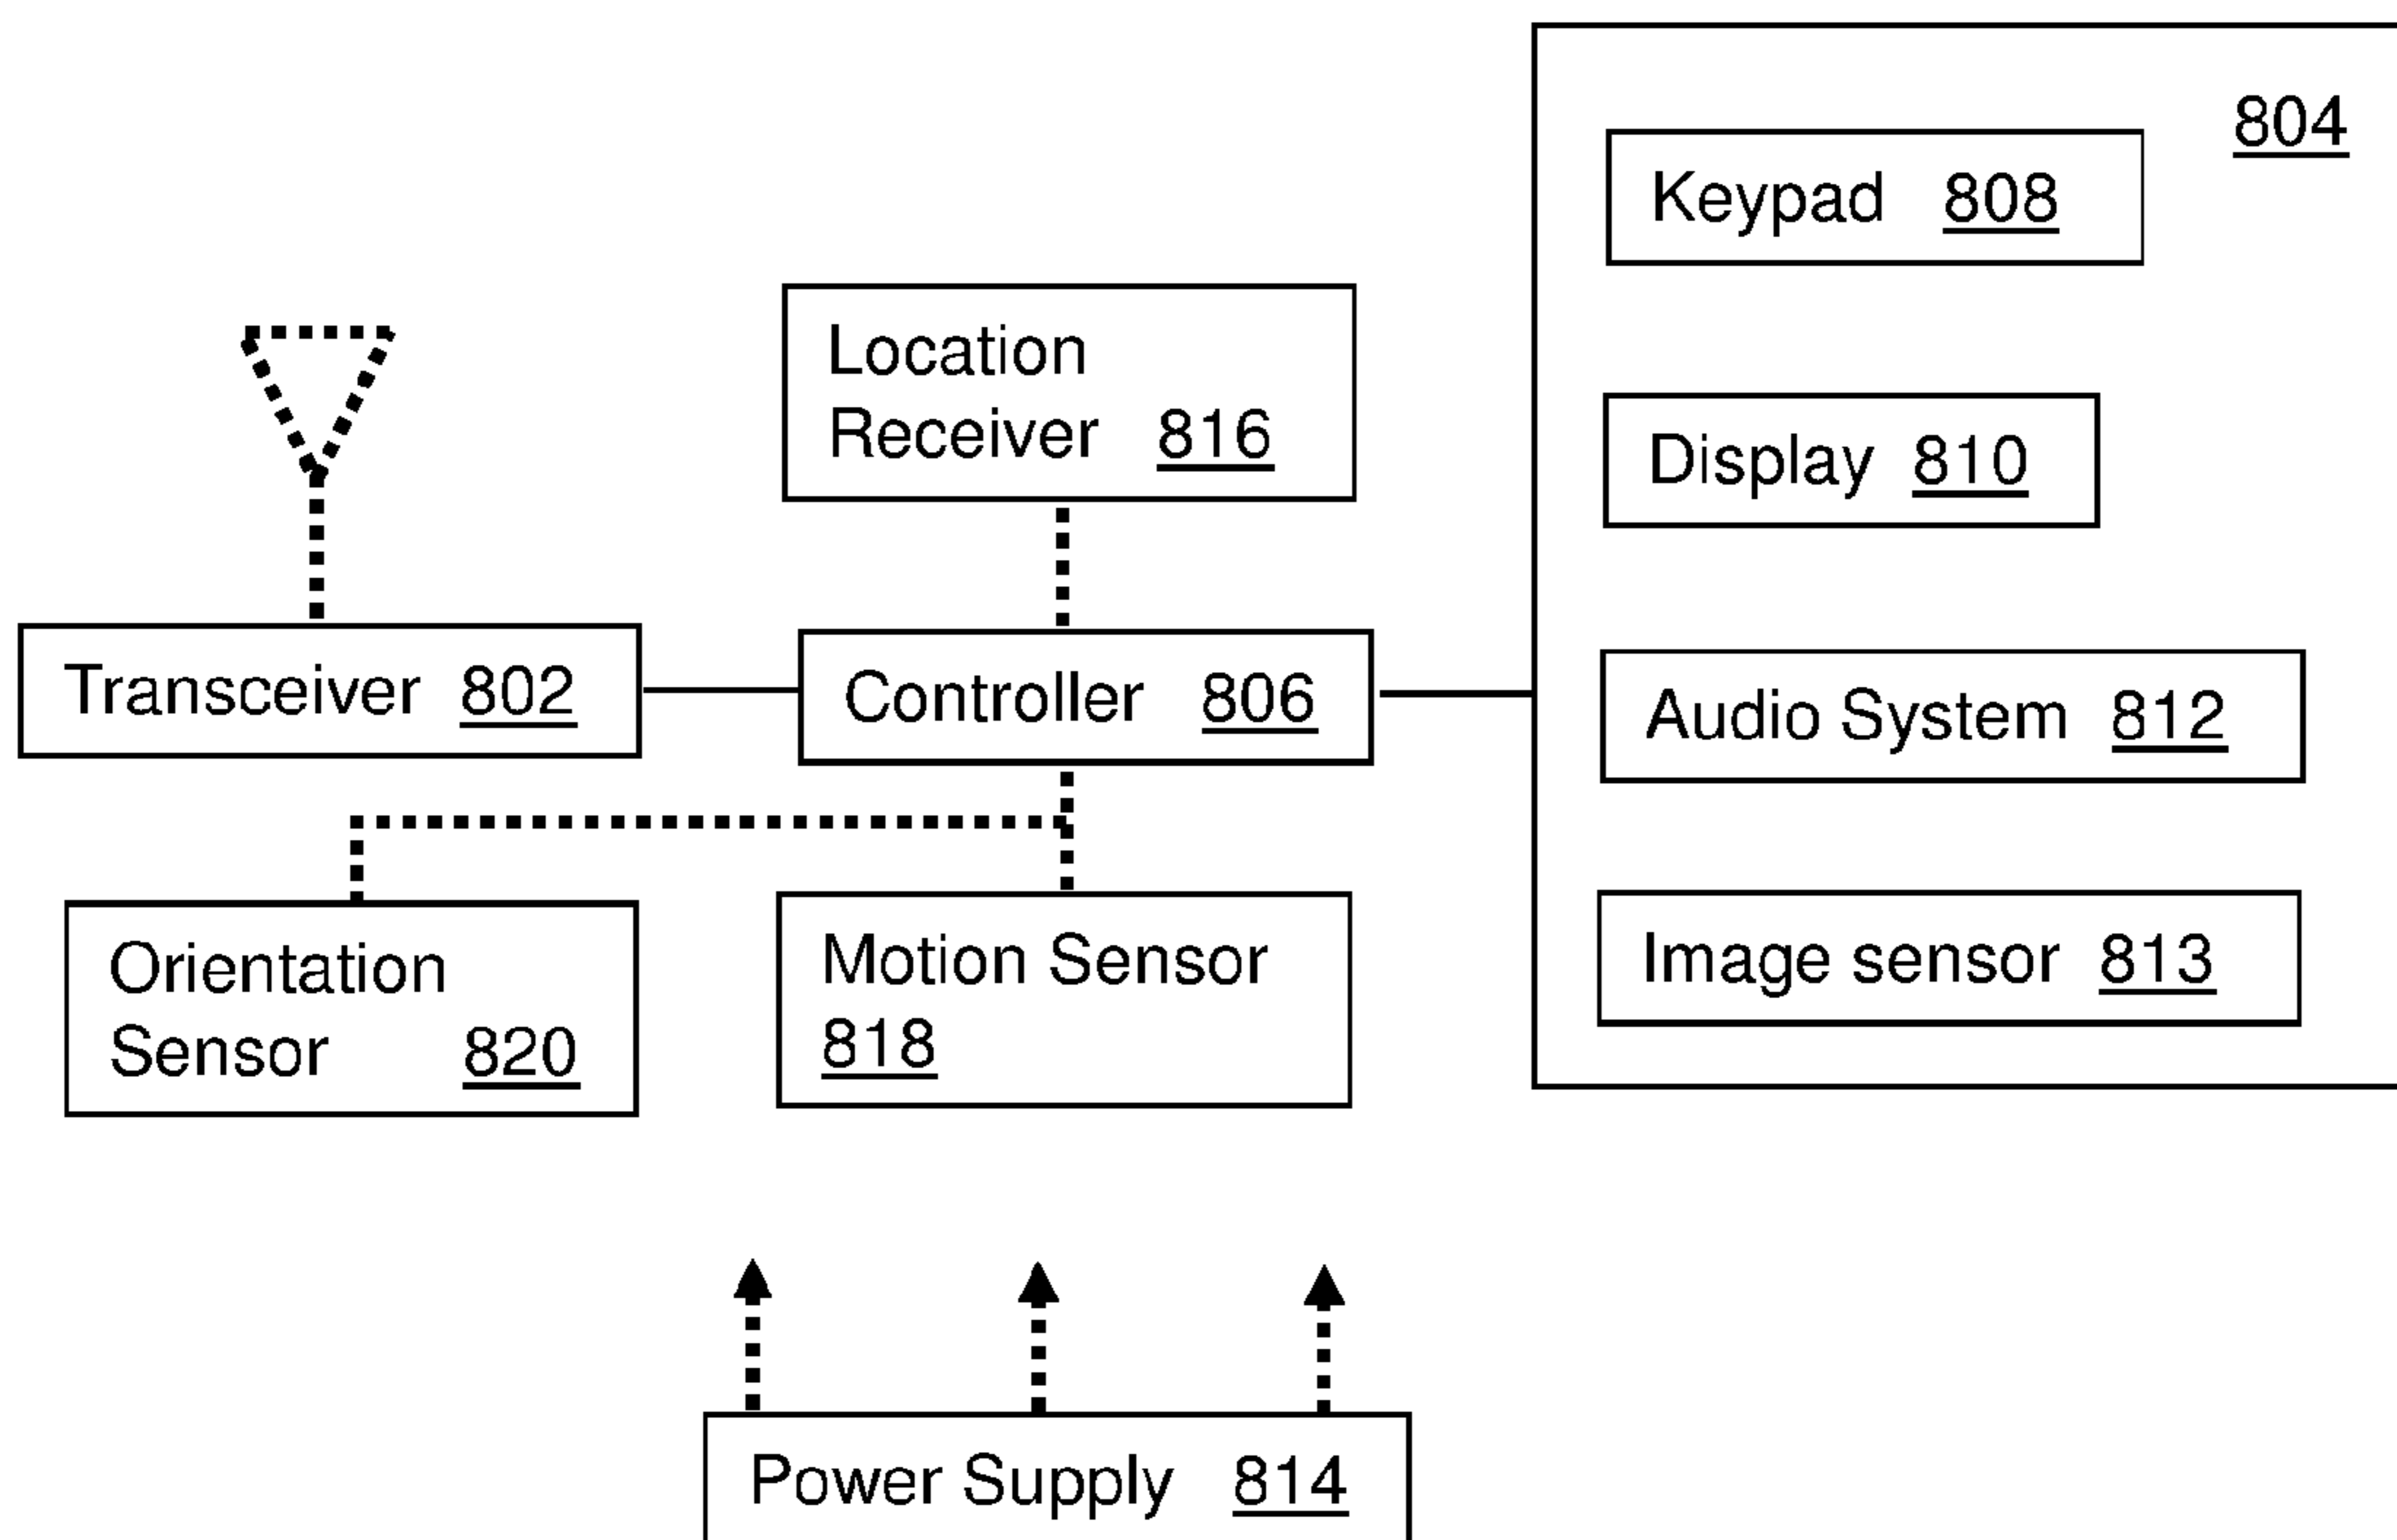 804
Keypad 808
Location
Receiver 816
Display 810
Transceiver 802
Controller 806
Audio System 812
Orientation
Sensor 820
Motion Sensor
818
Image sensor 813
Power Supply 814